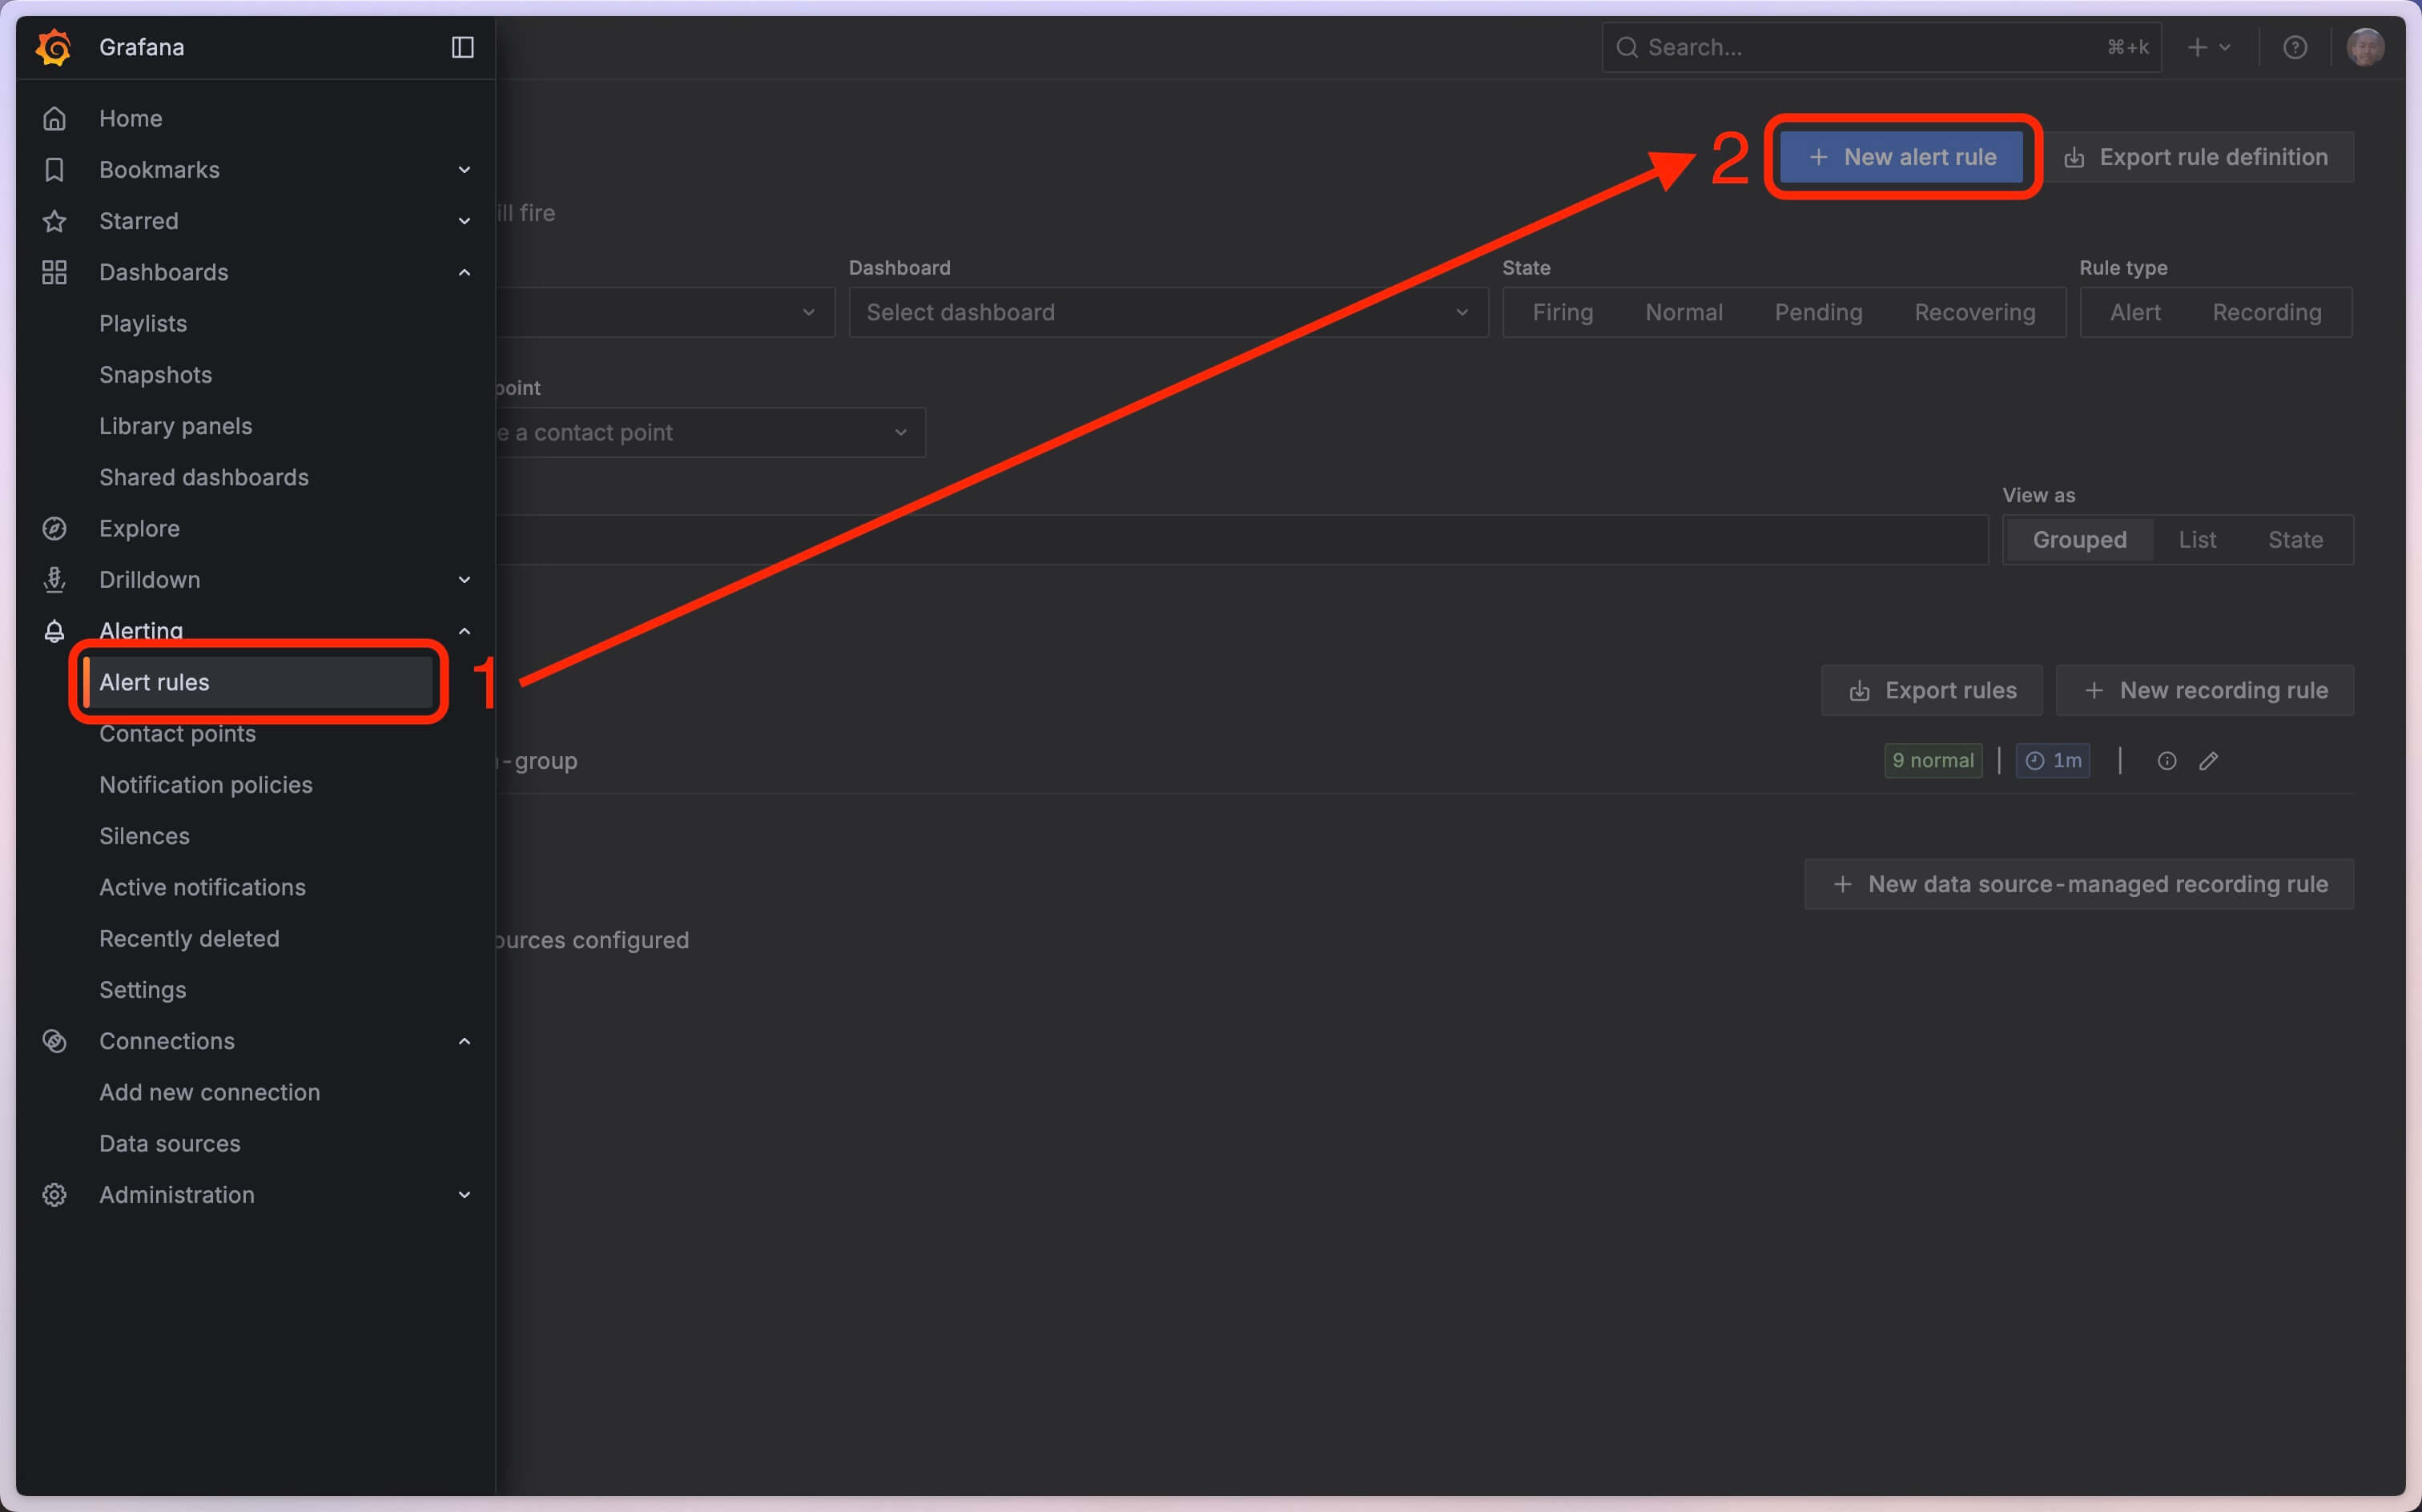 Grafana
Search...
⌘+k
Home
Bookmarks
Starred
Dashboards
Playlists
Snapshots
Library panels
Shared dashboards
Explore
Drilldown
Alerting
Alert rules
Contact points
Notification policies
Silences
Active notifications
Recently deleted
Settings
Connections
Add new connection
Data sources
Administration
1
2
New alert rule
Export rule definition
ill fire
Dashboard
Select dashboard
State
Firing Normal Pending Recovering
Rule type
Alert Recording
point
e a contact point
View as
Grouped List State
Export rules
New recording rule
-group
9 normal | 1m |
New data source-managed recording rule
ources configured